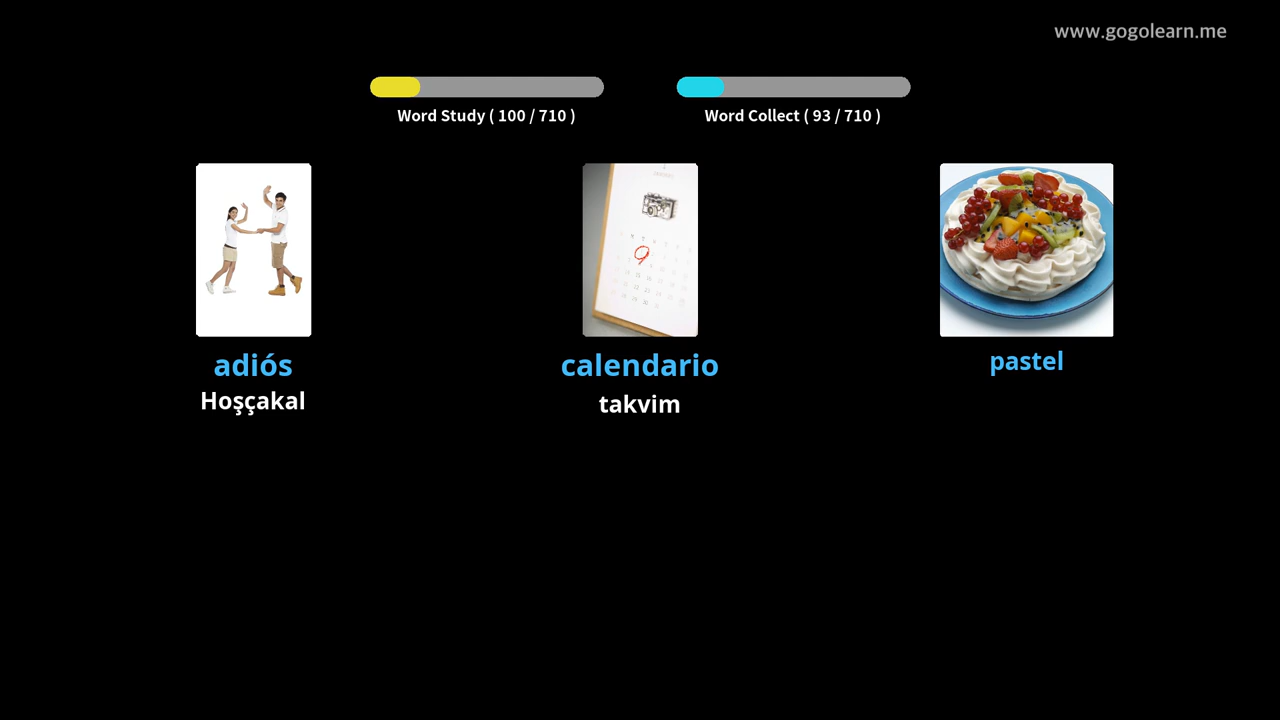 www.gogolearn.me
Word Study ( 100 / 710 )
Word Collect ( 93 / 710 )
adiós
calendario
pastel
Hoşçakal
takvim